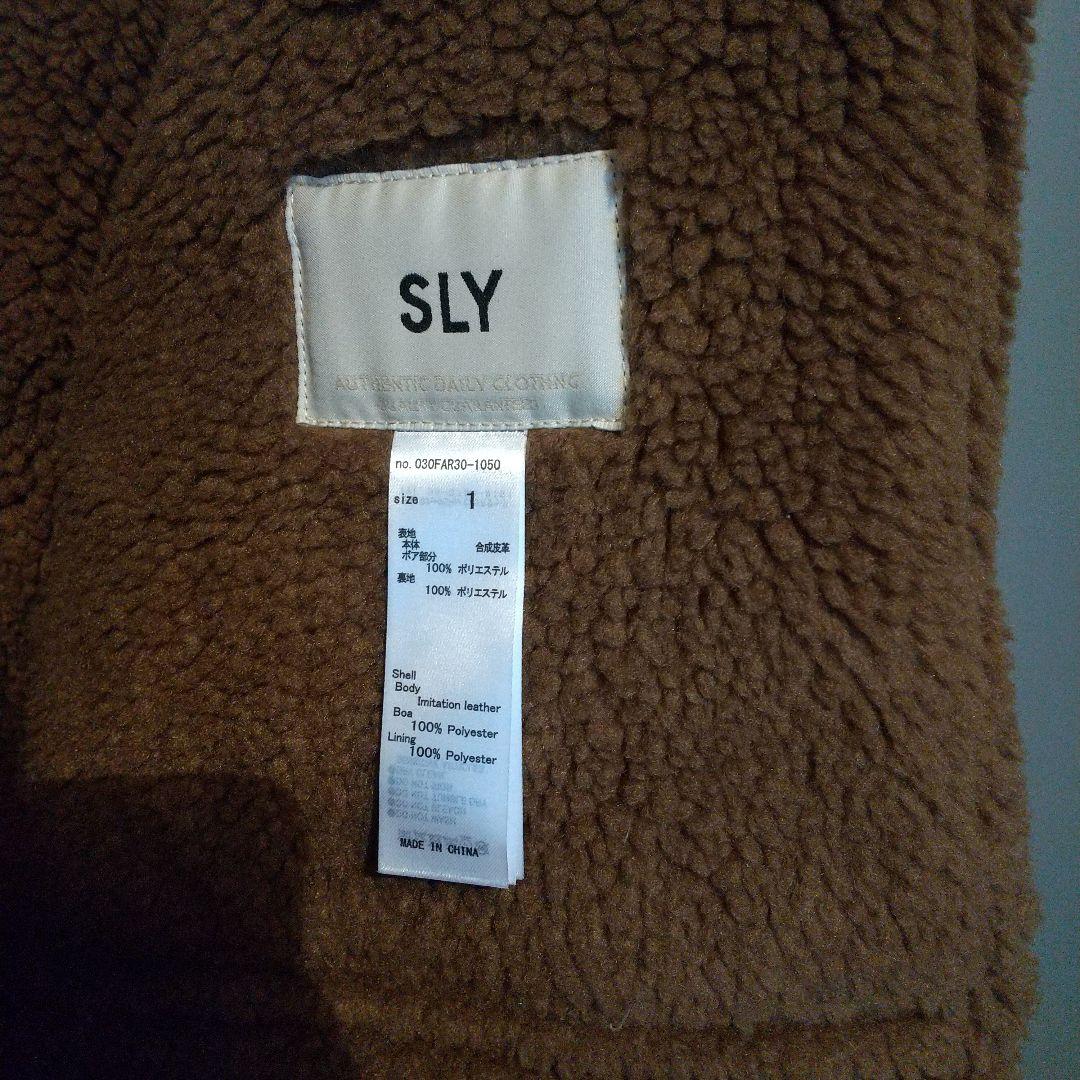 SLY
AUTHENTIC DAILY CLOTHNG
no. 030FAR30-1050
size 1
表地
本体 合成皮革
ボア部分
100% ポリエステル
裏地
100% ポリエステル
Shell
Body
Imitation leather
Boa
100% Polyester
Lining
100% Polyester
MADE IN CHINA